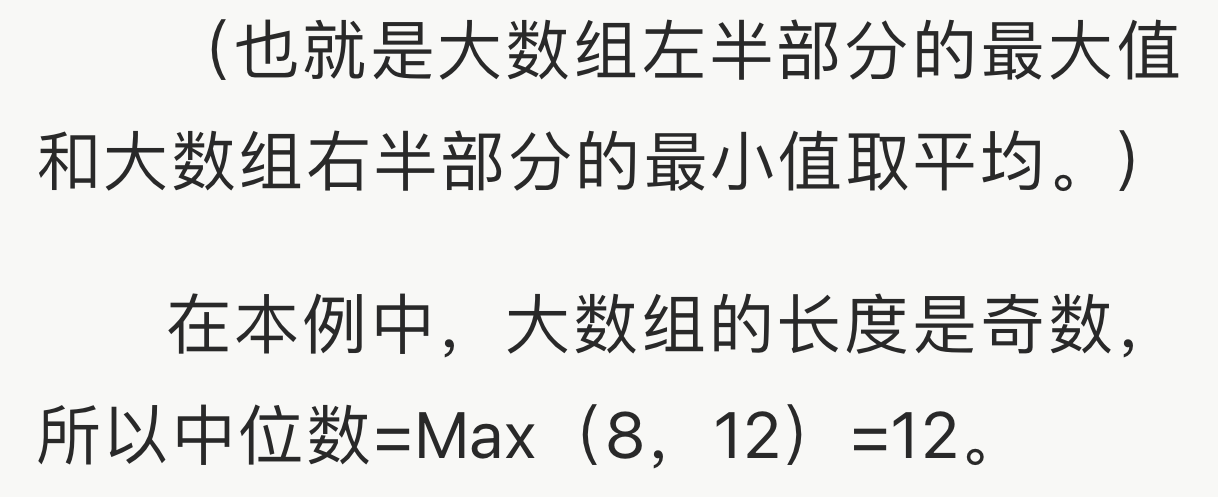 （也就是大数组左半部分的最大值
和大数组右半部分的最小值取平均。）
在本例中，大数组的长度是奇数，
所以中位数=Max（8，12）=12。